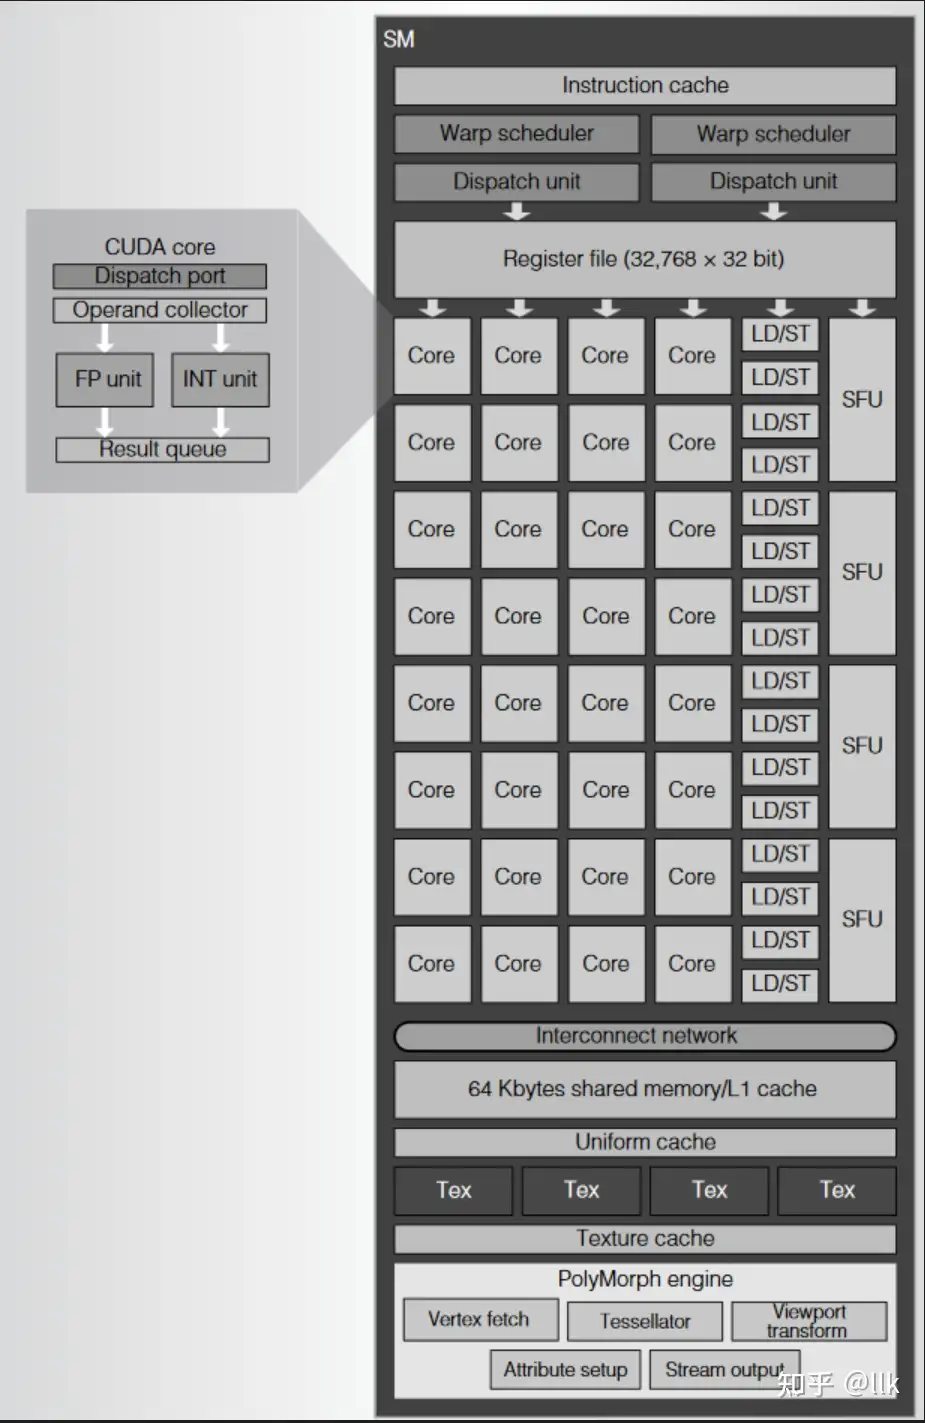 SM
Instruction cache
Warp scheduler Warp scheduler
Dispatch unit Dispatch unit
Register file (32,768 × 32 bit)
CUDA core
Dispatch port
Operand collector
FP unit INT unit
Result queue
Core Core Core Core LD/ST
LD/ST
SFU
Core Core Core Core LD/ST
LD/ST
Core Core Core Core LD/ST
LD/ST
SFU
Core Core Core Core LD/ST
LD/ST
Core Core Core Core LD/ST
LD/ST
SFU
Core Core Core Core LD/ST
LD/ST
Core Core Core Core LD/ST
LD/ST
SFU
Core Core Core Core LD/ST
LD/ST
Interconnect network
64 Kbytes shared memory/L1 cache
Uniform cache
Tex Tex Tex Tex
Texture cache
PolyMorph engine
Vertex fetch Tessellator Viewport
transform
Attribute setup Stream output
知乎 @llk